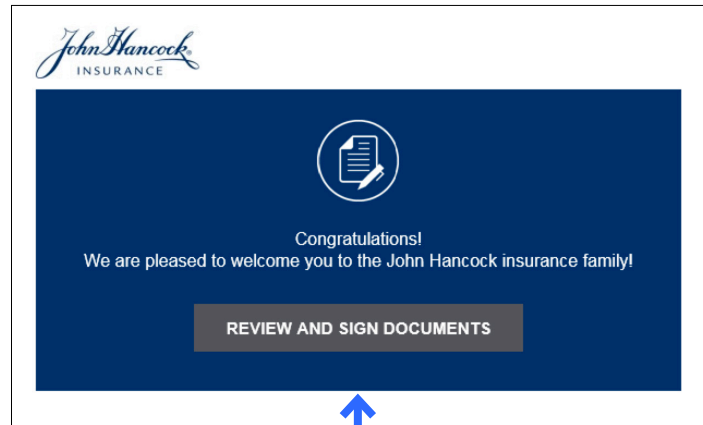 John Hancock®
INSURANCE
Congratulations!
We are pleased to welcome you to the John Hancock insurance family!
REVIEW AND SIGN DOCUMENTS